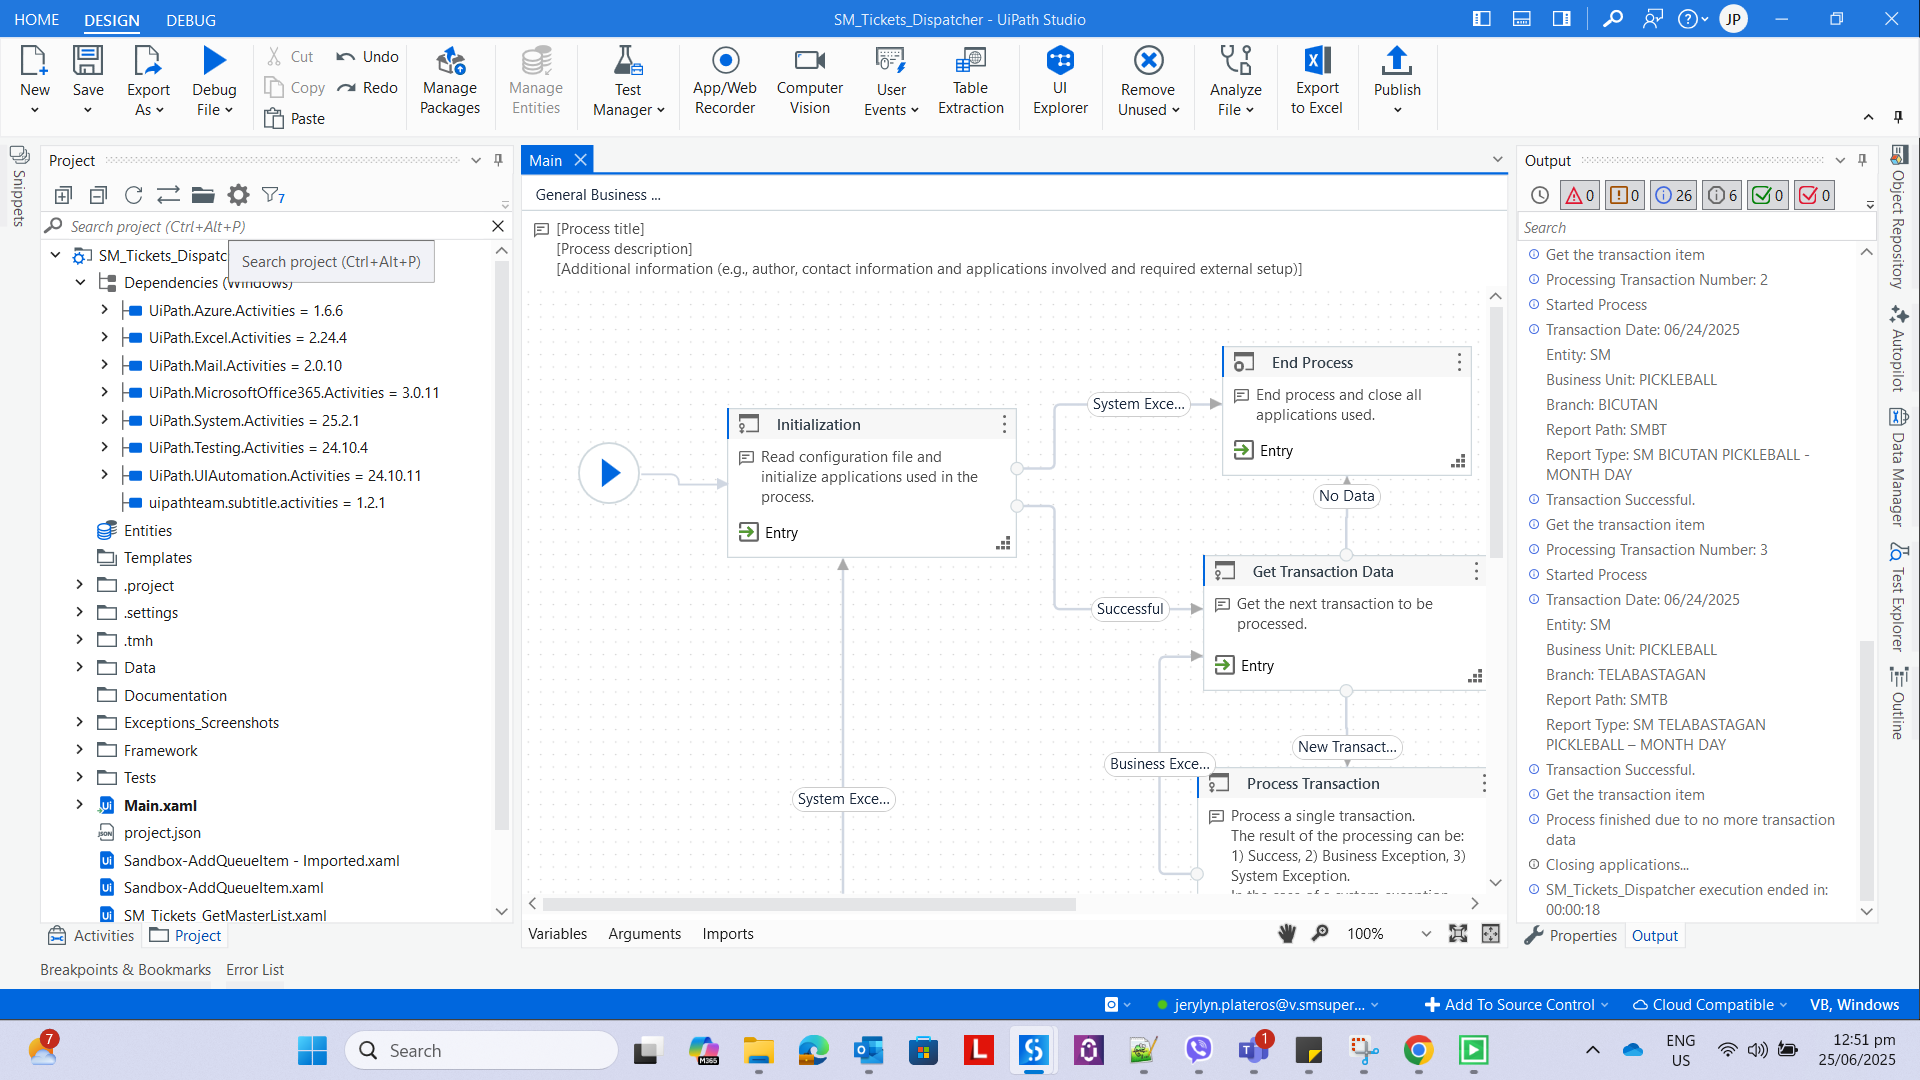 HOME DESIGN DEBUG
SM_Tickets_Dispatcher - UiPath Studio
JP
New
Save
Export
As
Debug
File
Cut
Copy
Paste
Undo
Redo
Manage
Packages
Manage
Entities
Test
Manager
App/Web
Recorder
Computer
Vision
User
Events
Table
Extraction
UI
Explorer
Remove
Unused
Analyze
File
Export
to Excel
Publish
Snippets
Project
7
Search project (Ctrl+Alt+P)
SM_Tickets_Dispatc
Search project (Ctrl+Alt+P)
Dependencies (Windows)
UiPath.Azure.Activities = 1.6.6
UiPath.Excel.Activities = 2.24.4
UiPath.Mail.Activities = 2.0.10
UiPath.MicrosoftOffice365.Activities = 3.0.11
UiPath.System.Activities = 25.2.1
UiPath.Testing.Activities = 24.10.4
UiPath.UIAutomation.Activities = 24.10.11
uipathteam.subtitle.activities = 1.2.1
Entities
Templates
.project
.settings
.tmh
Data
Documentation
Exceptions_Screenshots
Framework
Tests
Main.xaml
project.json
Sandbox-AddQueueItem - Imported.xaml
Sandbox-AddQueueItem.xaml
SM_Tickets_GetMasterList.xaml
Activities Project
Main
General Business ...
[Process title]
[Process description]
[Additional information (e.g., author, contact information and applications involved and required external setup)]
Initialization
Read configuration file and
initialize applications used in the
process.
Entry
System Exce...
End Process
End process and close all
applications used.
Entry
No Data
Successful
Get Transaction Data
Get the next transaction to be
processed.
Entry
New Transact...
Business Exce...
System Exce...
Process Transaction
Process a single transaction.
The result of the processing can be:
1) Success, 2) Business Exception, 3)
System Exception.
In the case of a system exception
Variables Arguments Imports
100%
Output
0 0 26 6 0 0
Search
Get the transaction item
Processing Transaction Number: 2
Started Process
Transaction Date: 06/24/2025
Entity: SM
Business Unit: PICKLEBALL
Branch: BICUTAN
Report Path: SMBT
Report Type: SM BICUTAN PICKLEBALL -
MONTH DAY
Transaction Successful.
Get the transaction item
Processing Transaction Number: 3
Started Process
Transaction Date: 06/24/2025
Entity: SM
Business Unit: PICKLEBALL
Branch: TELABASTAGAN
Report Path: SMTB
Report Type: SM TELABASTAGAN
PICKLEBALL – MONTH DAY
Transaction Successful.
Get the transaction item
Process finished due to no more transaction
data
Closing applications...
SM_Tickets_Dispatcher execution ended in:
00:00:18
Properties Output
Object Repository
Autopilot
Data Manager
Test Explorer
Outline
Breakpoints & Bookmarks Error List
jerylyn.plateros@v.smsuper...
Add To Source Control
Cloud Compatible
VB, Windows
7
Search
M365
L
1
ENG
US
12:51 pm
25/06/2025